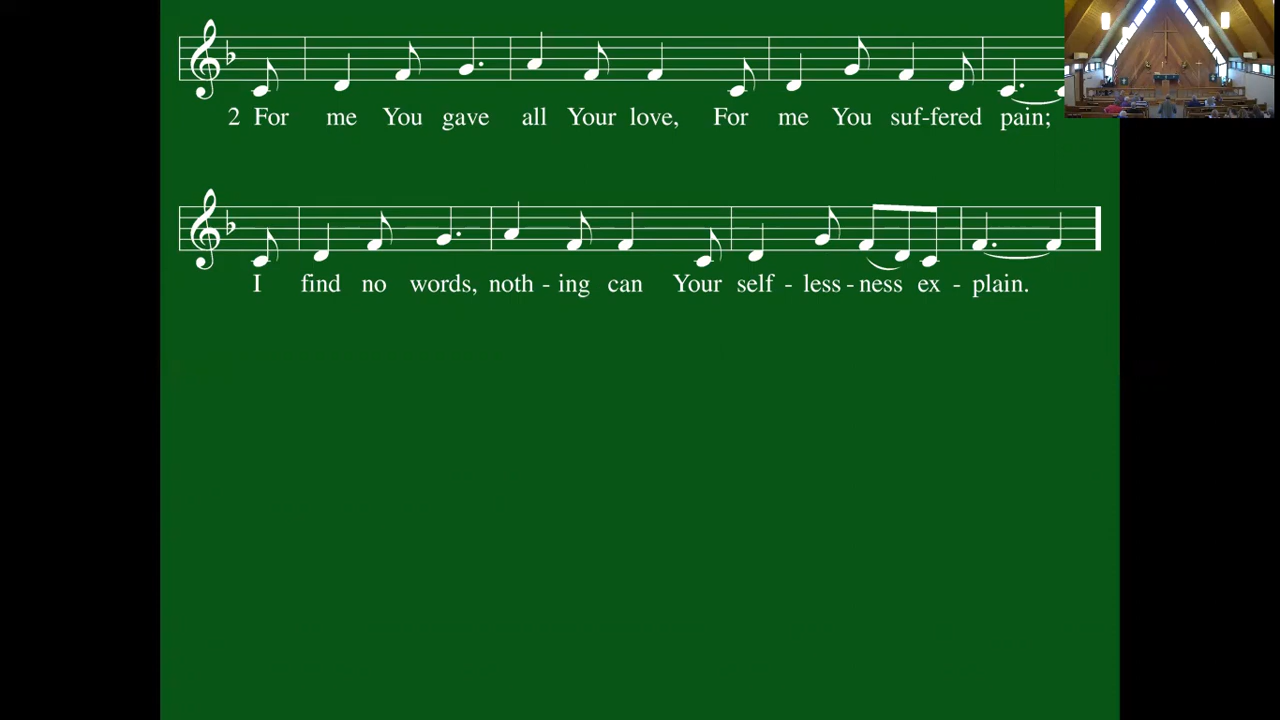 2 For me You gave all Your love, For me You suf-fered pain;
I find no words, noth - ing can Your self - less - ness ex - plain.